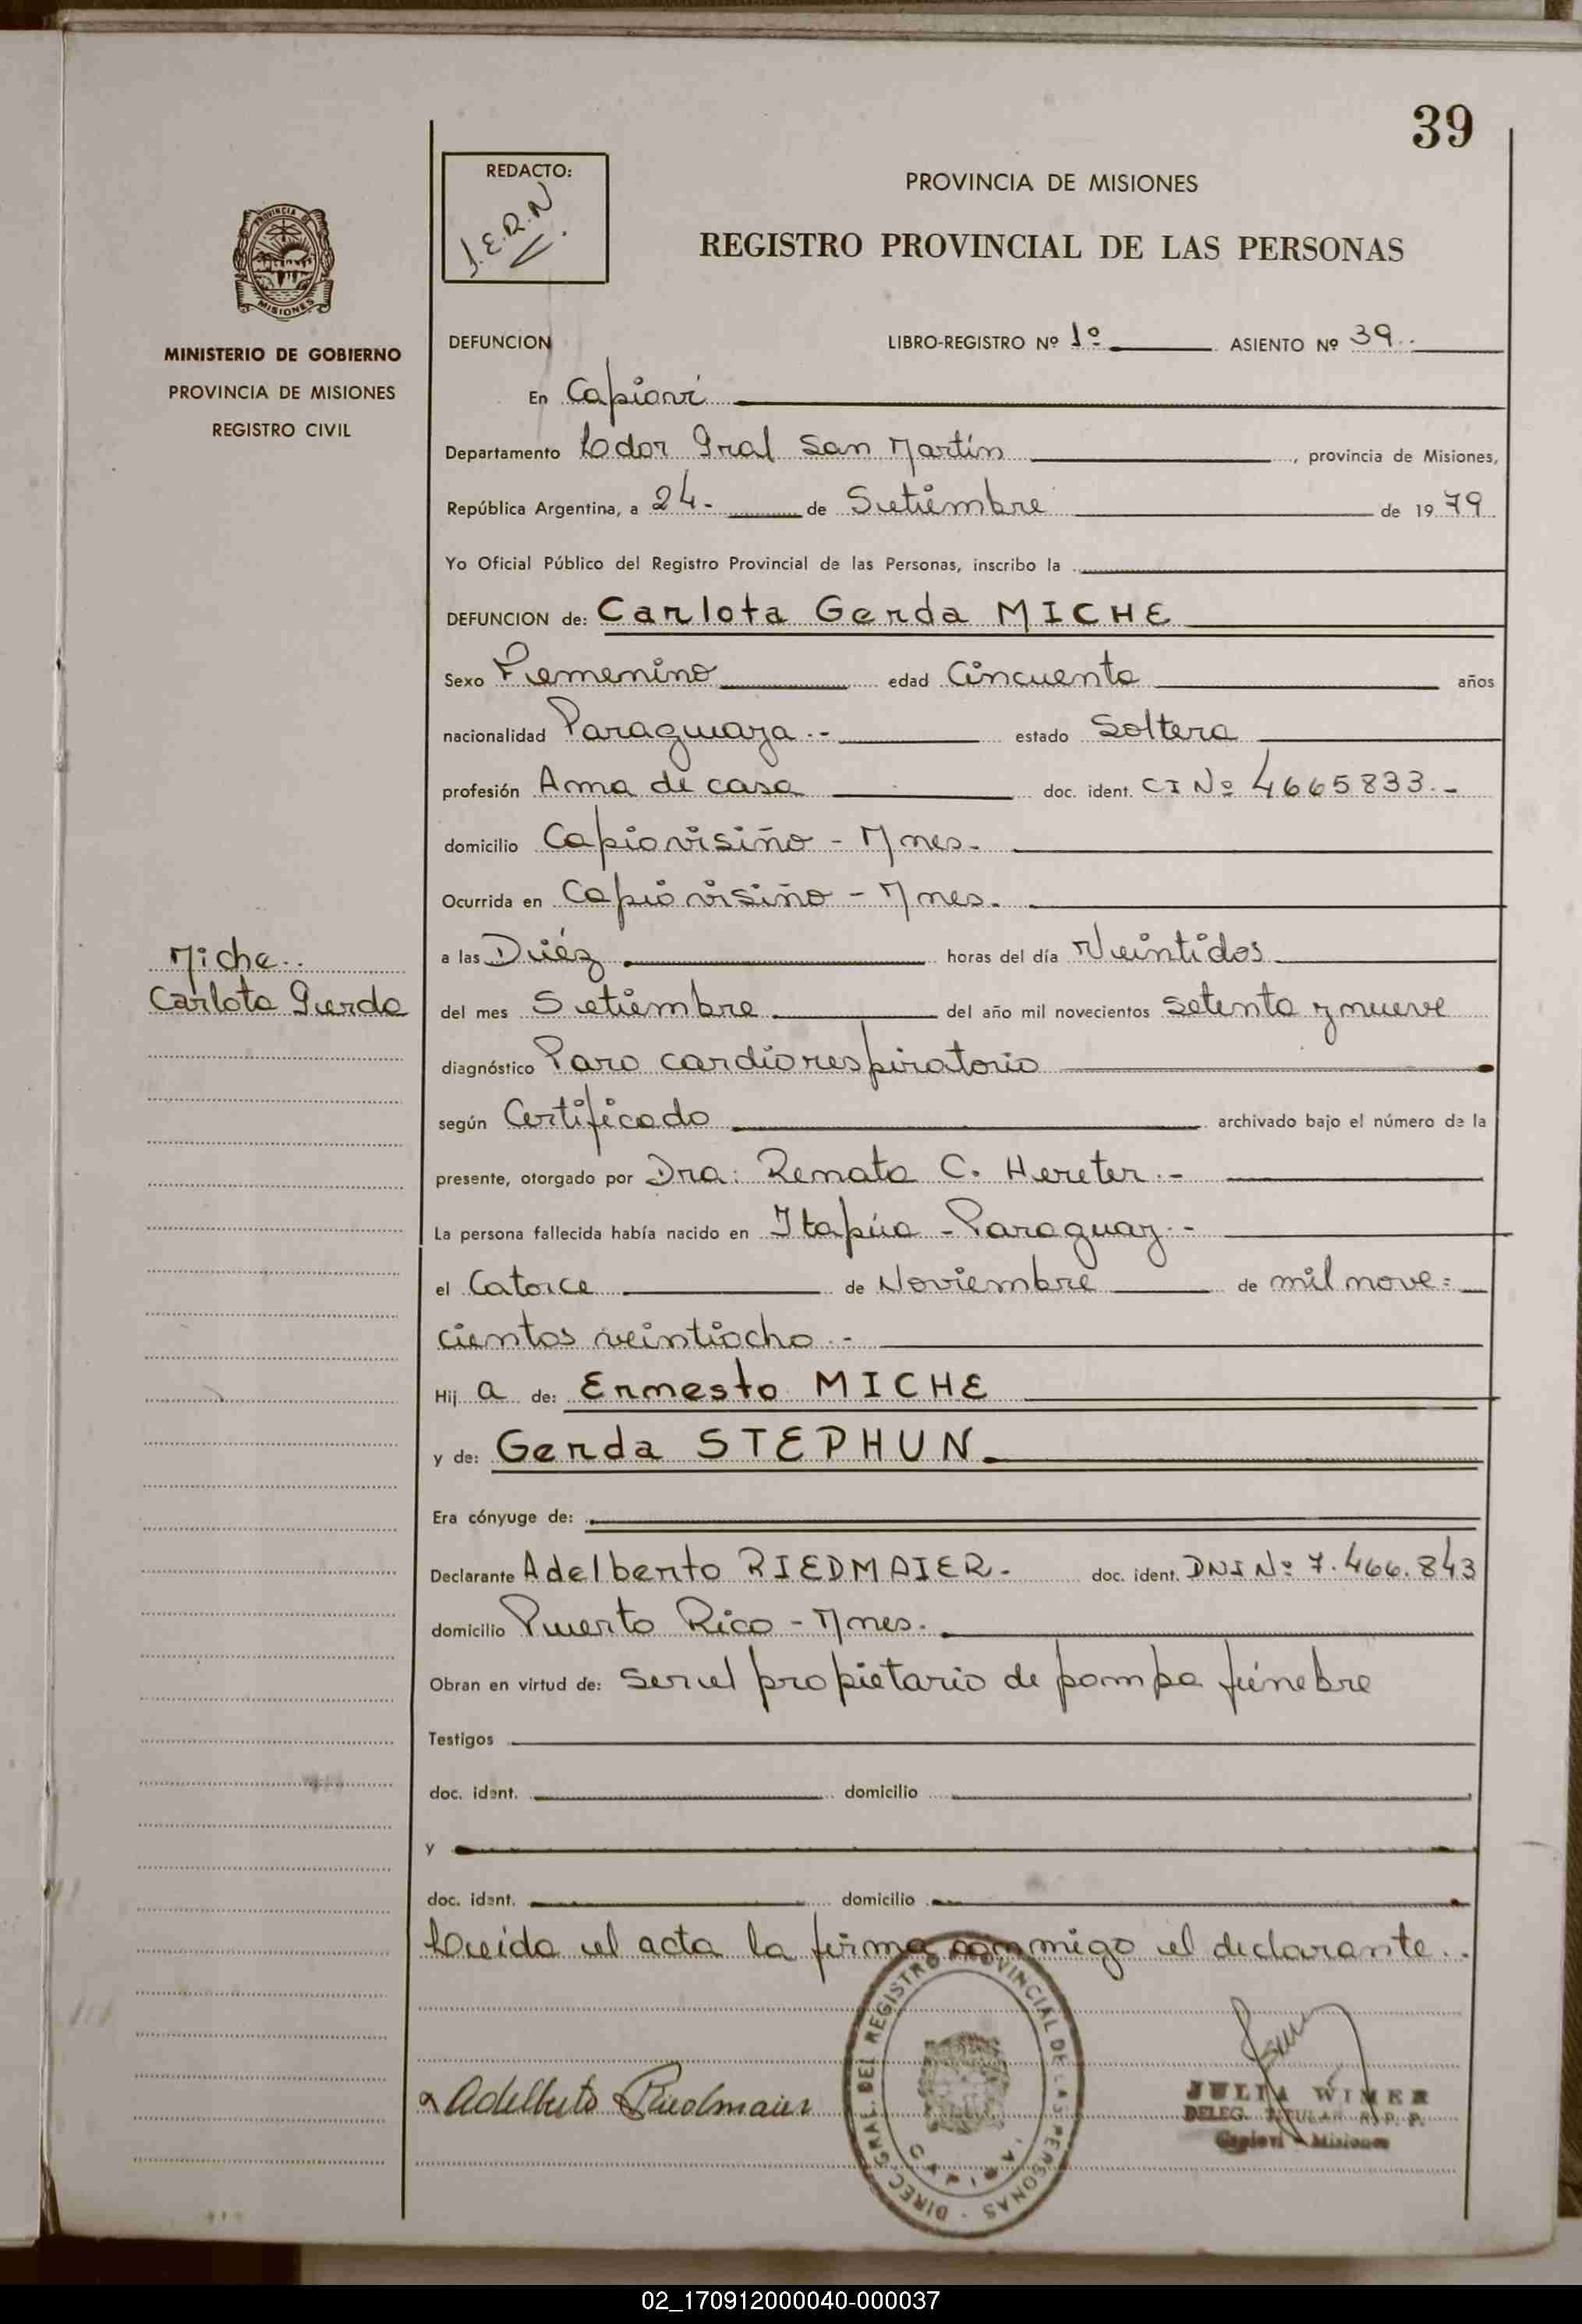 39
REDACTO:
J.E.R.N.
PROVINCIA DE MISIONES
REGISTRO PROVINCIAL DE LAS PERSONAS
PROVINCIA DE
MISIONES
MINISTERIO DE GOBIERNO
PROVINCIA DE MISIONES
REGISTRO CIVIL
DEFUNCION LIBRO-REGISTRO Nº 1º ASIENTO Nº 39..
En Capioví
Departamento Ldor Gral San Martín, provincia de Misiones,
República Argentina, a 24- de Setiembre de 1979
Yo Oficial Público del Registro Provincial de las Personas, inscribo la
DEFUNCION de: Carlota Gerda MICHE
Sexo Femenino edad Cincuenta años
nacionalidad Paraguaya.- estado Soltera
profesión Ama de casa doc. ident. CI Nº 4665833.-
domicilio Capiovisiño - Mnes.
Ocurrida en Capiovisiño - Mnes.
a las Diéz horas del día Veintidos
del mes Setiembre del año mil novecientos setenta y nueve
Miche..
Carlota Gerda
diagnóstico Paro cardiorespiratorio
según Certificado archivado bajo el número de la
presente, otorgado por Dra: Renata C. Hereter.-
La persona fallecida había nacido en Itapúa - Paraguay.-
el Catorce de Noviembre de mil nove=
cientos veintiocho.-
Hij a de: Ernesto MICHE
y de: Gerda STEPHUN.
Era cónyuge de:
Declarante Adelberto RIEDMAIER.- doc. ident. DNI Nº 7.466.843
domicilio Puerto Rico - Mnes.
Obran en virtud de: ser el propietario de pompa fúnebre
Testigos
doc. ident. domicilio
y
doc. ident. domicilio
Leida el acta la firma conmigo el declarante..
Adelberto Riedmaier
DIREC. GRAL. DEL REGISTRO PROVINCIAL DE LAS PERSONAS -
CAPIOVI
JULIA WIMER
DELEG. TITULAR R.P.P.
Capiovi - Misiones
02_170912000040-000037